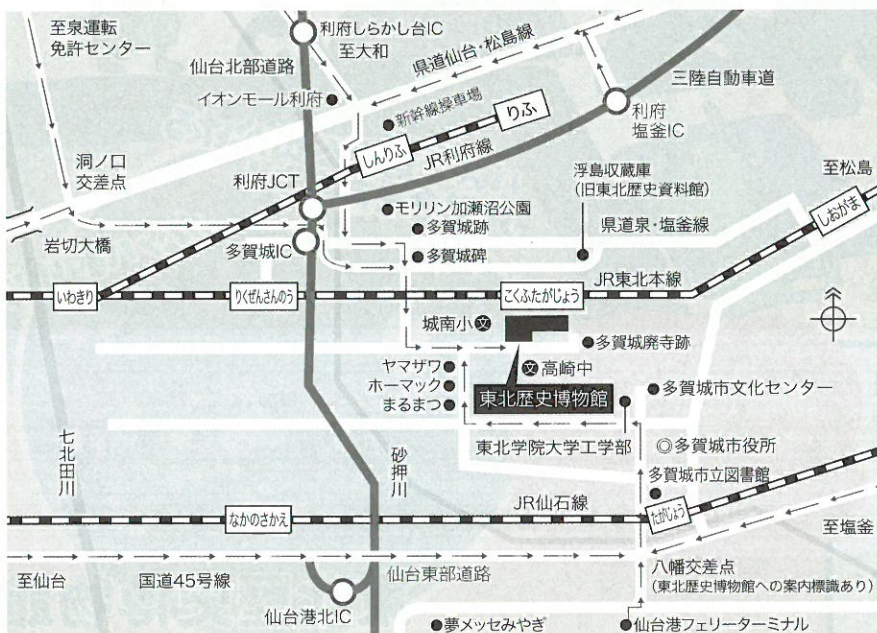 至泉運転
免許センター
利府しらかし台IC
至大和
県道仙台・松島線
仙台北部道路
三陸自動車道
イオンモール利府
新幹線操車場
りふ
利府
塩釜IC
しんりふ
JR利府線
洞ノ口
交差点
利府JCT
浮島収蔵庫
(旧東北歴史資料館)
至松島
モリリン加瀬沼公園
しおがま
多賀城跡
県道泉・塩釜線
岩切大橋
多賀城IC
多賀城碑
JR東北本線
いわきり
りくぜんさんのう
こくふたがじょう
城南小
文
多賀城廃寺跡
ヤマザワ
文
高崎中
ホーマック
東北歴史博物館
多賀城市文化センター
まるまつ
東北学院大学工学部
◎多賀城市役所
七北田川
砂押川
多賀城市立図書館
JR仙石線
なかのさかえ
たがじょう
至塩釜
至仙台
国道45号線
仙台東部道路
八幡交差点
(東北歴史博物館への案内標識あり)
仙台港北IC
夢メッセみやぎ
仙台港フェリーターミナル